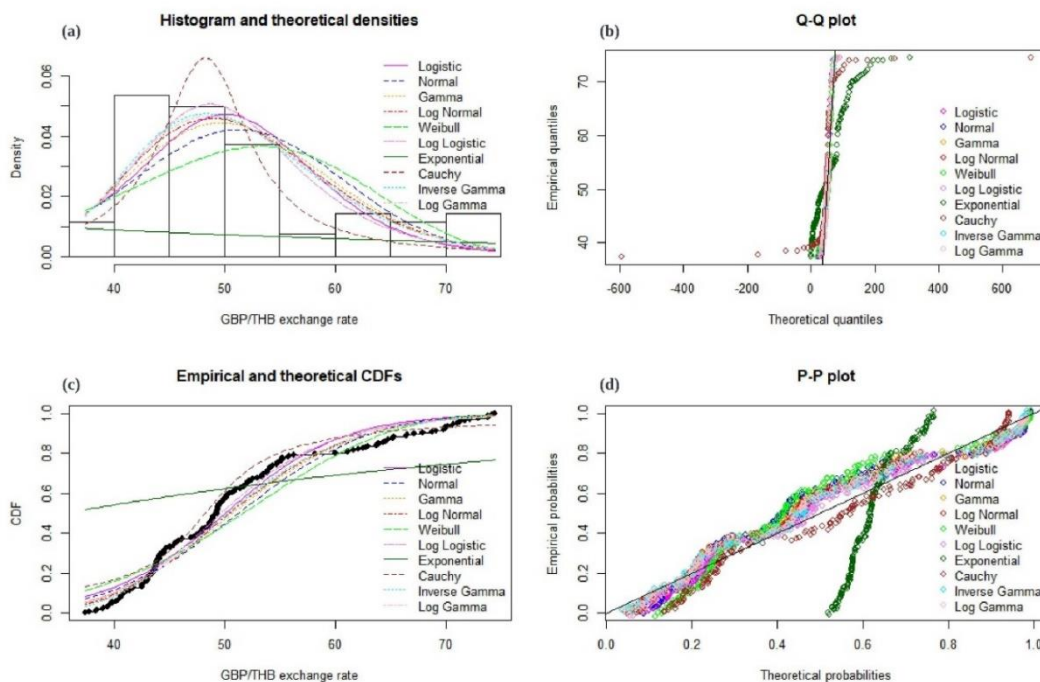 (a)
Histogram and theoretical densities
Density
0.00
0.02
0.04
0.06
40
50
60
70
GBP/THB exchange rate
Logistic
Normal
Gamma
Log Normal
Weibull
Log Logistic
Exponential
Cauchy
Inverse Gamma
Log Gamma
(b)
Q-Q plot
Empirical quantiles
40
50
60
70
-600
-400
-200
0
200
400
600
Theoretical quantiles
Logistic
Normal
Gamma
Log Normal
Weibull
Log Logistic
Exponential
Cauchy
Inverse Gamma
Log Gamma
(c)
Empirical and theoretical CDFs
CDF
0.0
0.2
0.4
0.6
0.8
1.0
40
50
60
70
GBP/THB exchange rate
Logistic
Normal
Gamma
Log Normal
Weibull
Log Logistic
Exponential
Cauchy
Inverse Gamma
Log Gamma
(d)
P-P plot
Empirical probabilities
0.0
0.2
0.4
0.6
0.8
1.0
0.0
0.2
0.4
0.6
0.8
1.0
Theoretical probabilities
Logistic
Normal
Gamma
Log Normal
Weibull
Log Logistic
Exponential
Cauchy
Inverse Gamma
Log Gamma